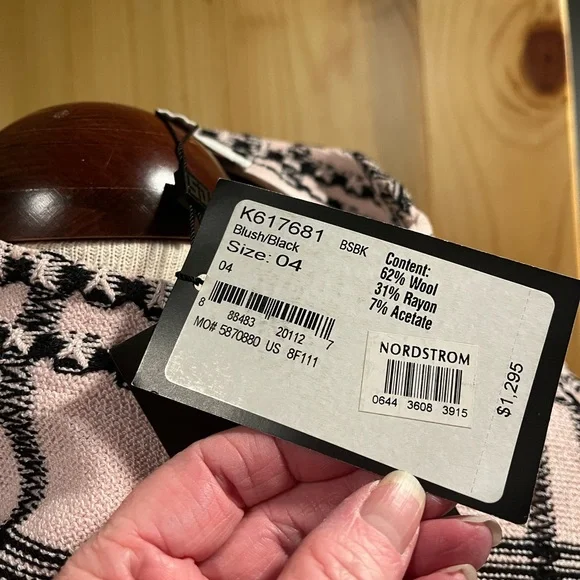 K617681
Blush/Black BSBK
Size: 04
04
Content:
62% Wool
31% Rayon
7% Acetate
8 88483 20112 7
MO# 5870880 US 8F111
NORDSTROM
0644 3608 3915
$1,295